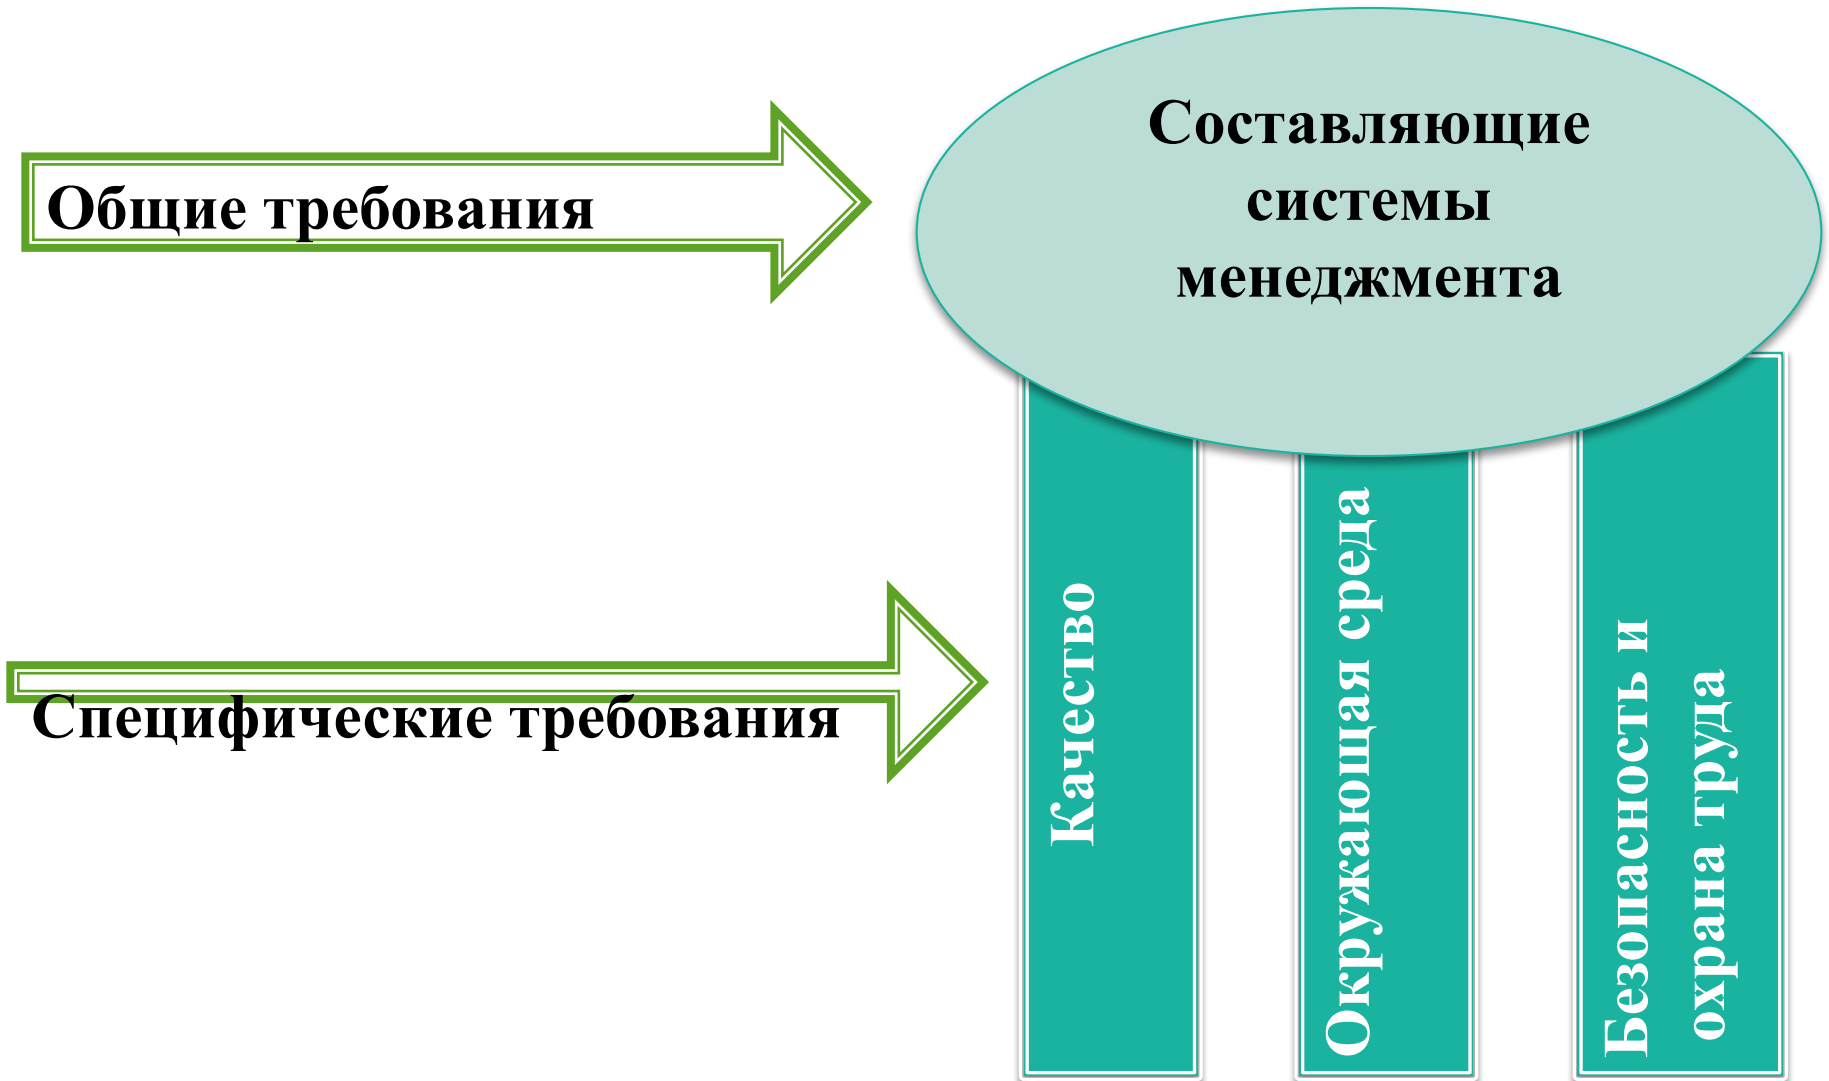 Общие требования
Составляющие
системы
менеджмента
Специфические требования
Качество
Окружающая среда
Безопасность и
охрана труда